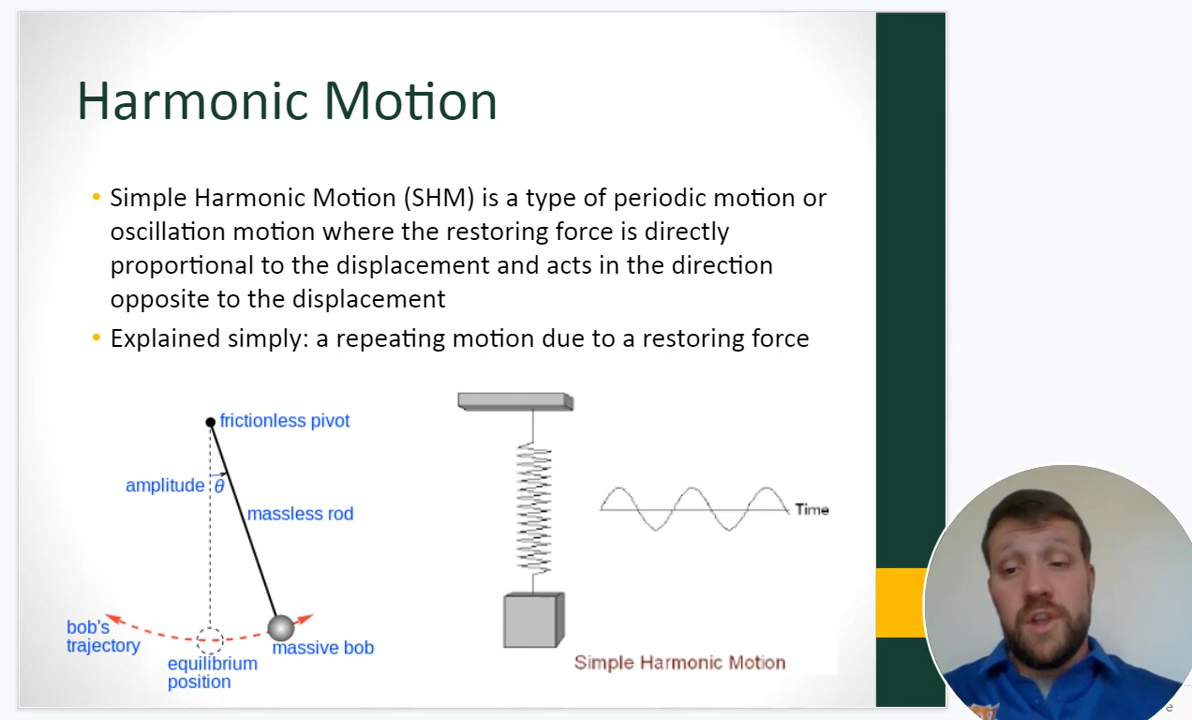 Harmonic Motion
• Simple Harmonic Motion (SHM) is a type of periodic motion or
oscillation motion where the restoring force is directly
proportional to the displacement and acts in the direction
opposite to the displacement
• Explained simply: a repeating motion due to a restoring force
frictionless pivot
amplitude θ
massless rod
bob's
trajectory
massive bob
equilibrium
position
Time
Simple Harmonic Motion